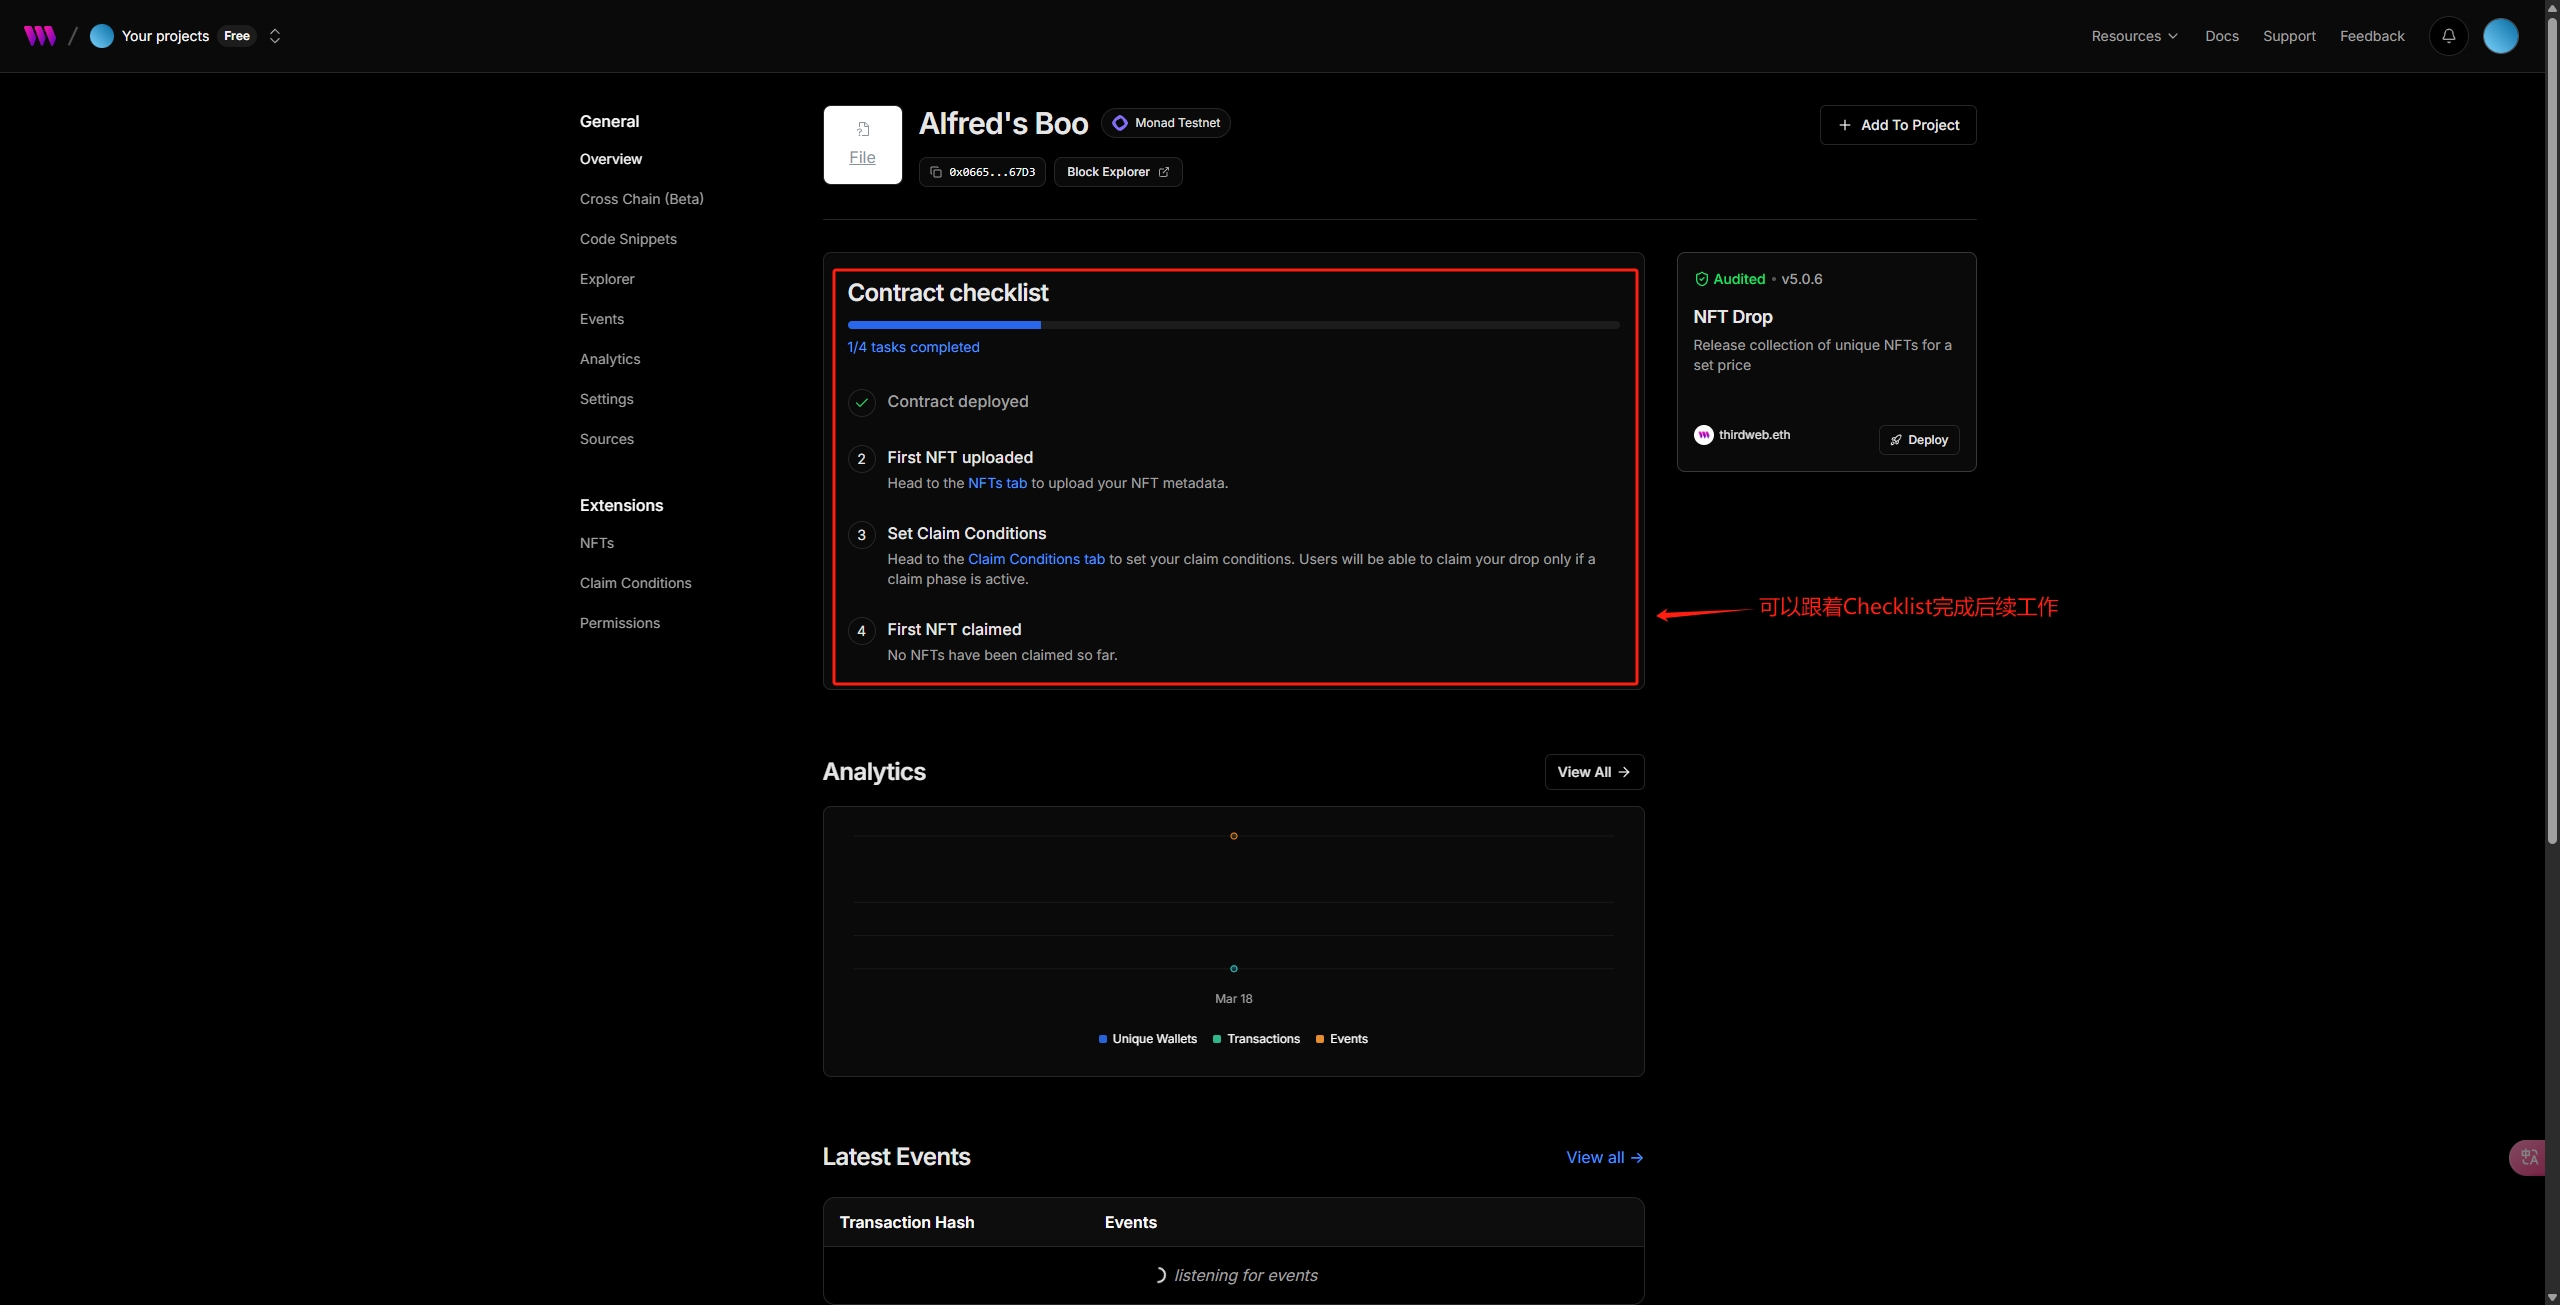 / Your projects Free
Resources Docs Support Feedback
General
Overview
Cross Chain (Beta)
Code Snippets
Explorer
Events
Analytics
Settings
Sources
Extensions
NFTs
Claim Conditions
Permissions
File
Alfred's Boo
Monad Testnet
0x0665...67D3
Block Explorer
+ Add To Project
Contract checklist
1/4 tasks completed
Contract deployed
2 First NFT uploaded
Head to the NFTs tab to upload your NFT metadata.
3 Set Claim Conditions
Head to the Claim Conditions tab to set your claim conditions. Users will be able to claim your drop only if a
claim phase is active.
4 First NFT claimed
No NFTs have been claimed so far.
Audited • v5.0.6
NFT Drop
Release collection of unique NFTs for a
set price
thirdweb.eth
Deploy
可以跟着Checklist完成后续工作
Analytics
View All →
Mar 18
Unique Wallets Transactions Events
Latest Events
View all →
Transaction Hash Events
listening for events
中 A